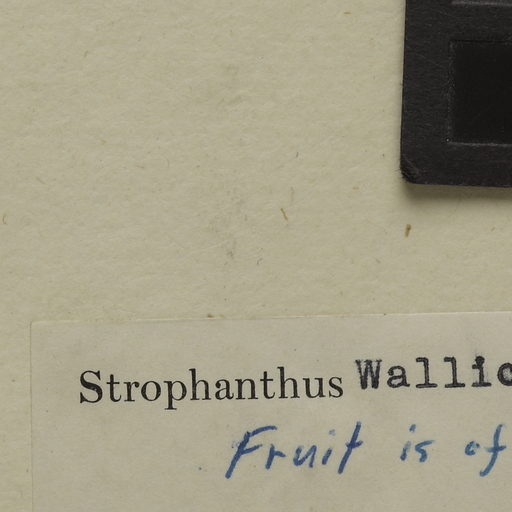 Strophanthus Wallic
Fruit is of